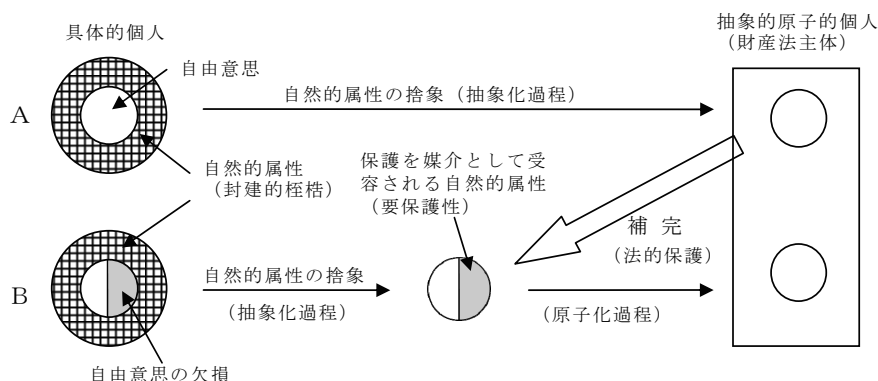 具体的個人
抽象的原子的個人
（財産法主体）
自由意思
A
自然的属性の捨象（抽象化過程）
自然的属性
（封建的桎梏）
保護を媒介として受
容される自然的属性
（要保護性）
補 完
（法的保護）
B
自然的属性の捨象
（抽象化過程）
（原子化過程）
自由意思の欠損